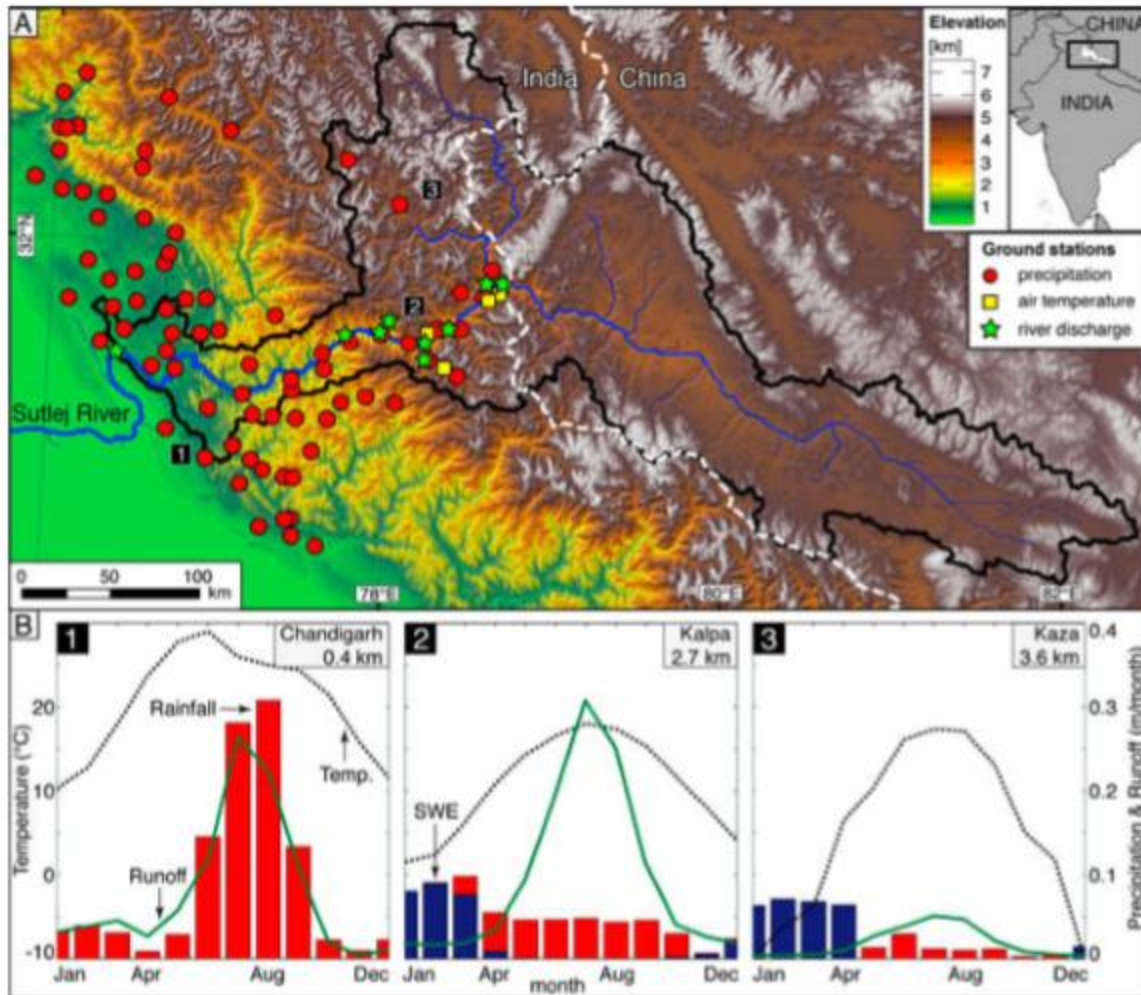 A
India
China
Elevation
[km]
7
6
5
4
3
2
1
CHINA
INDIA
32°N
3
2
1
Sutlej River
Ground stations
precipitation
air temperature
river discharge
0 50 100
km
78°E
80°E
82°E
B
1
Chandigarh
0.4 km
2
Kalpa
2.7 km
3
Kaza
3.6 km
Rainfall
Temp.
Runoff
SWE
Temperature (°C)
20
10
0
-10
Precipitation & Runoff (m/month)
0.4
0.3
0.2
0.1
0
Jan Apr Aug Dec
Jan Apr Aug Dec
Jan Apr Aug Dec
month